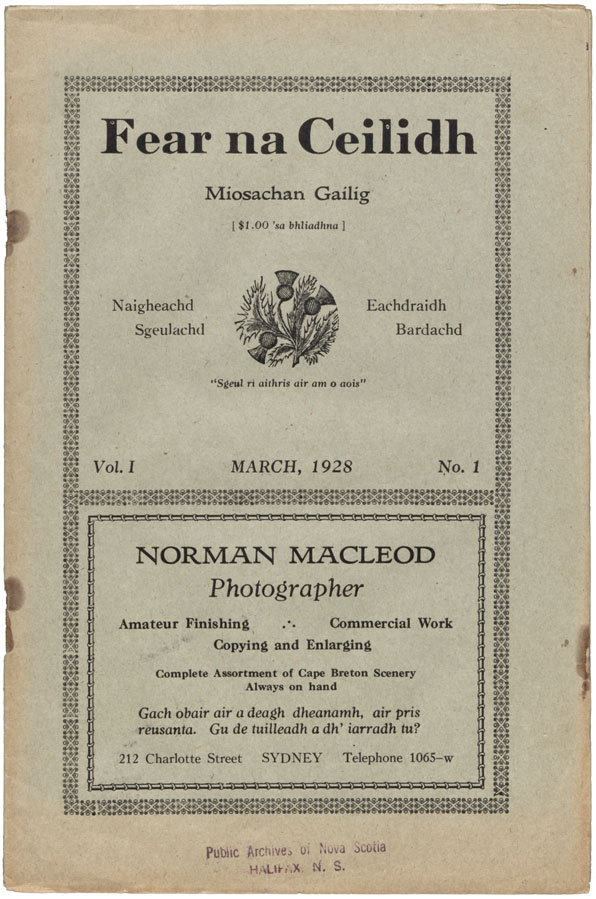 Fear na Ceilidh
Miosachan Gailig
[ $1.00 'sa bhliadhna ]
Naigheachd
Sgeulachd
Eachdraidh
Bardachd
"Sgeul ri aithris air am o aois"
Vol. I MARCH, 1928 No. 1
NORMAN MACLEOD
Photographer
Amateur Finishing .·. Commercial Work
Copying and Enlarging
Complete Assortment of Cape Breton Scenery
Always on hand
Gach obair air a deagh dheanamh, air pris
reusanta. Gu de tuilleadh a dh' iarradh tu?
212 Charlotte Street SYDNEY Telephone 1065-w
Public Archives of Nova Scotia
HALIFAX N. S.